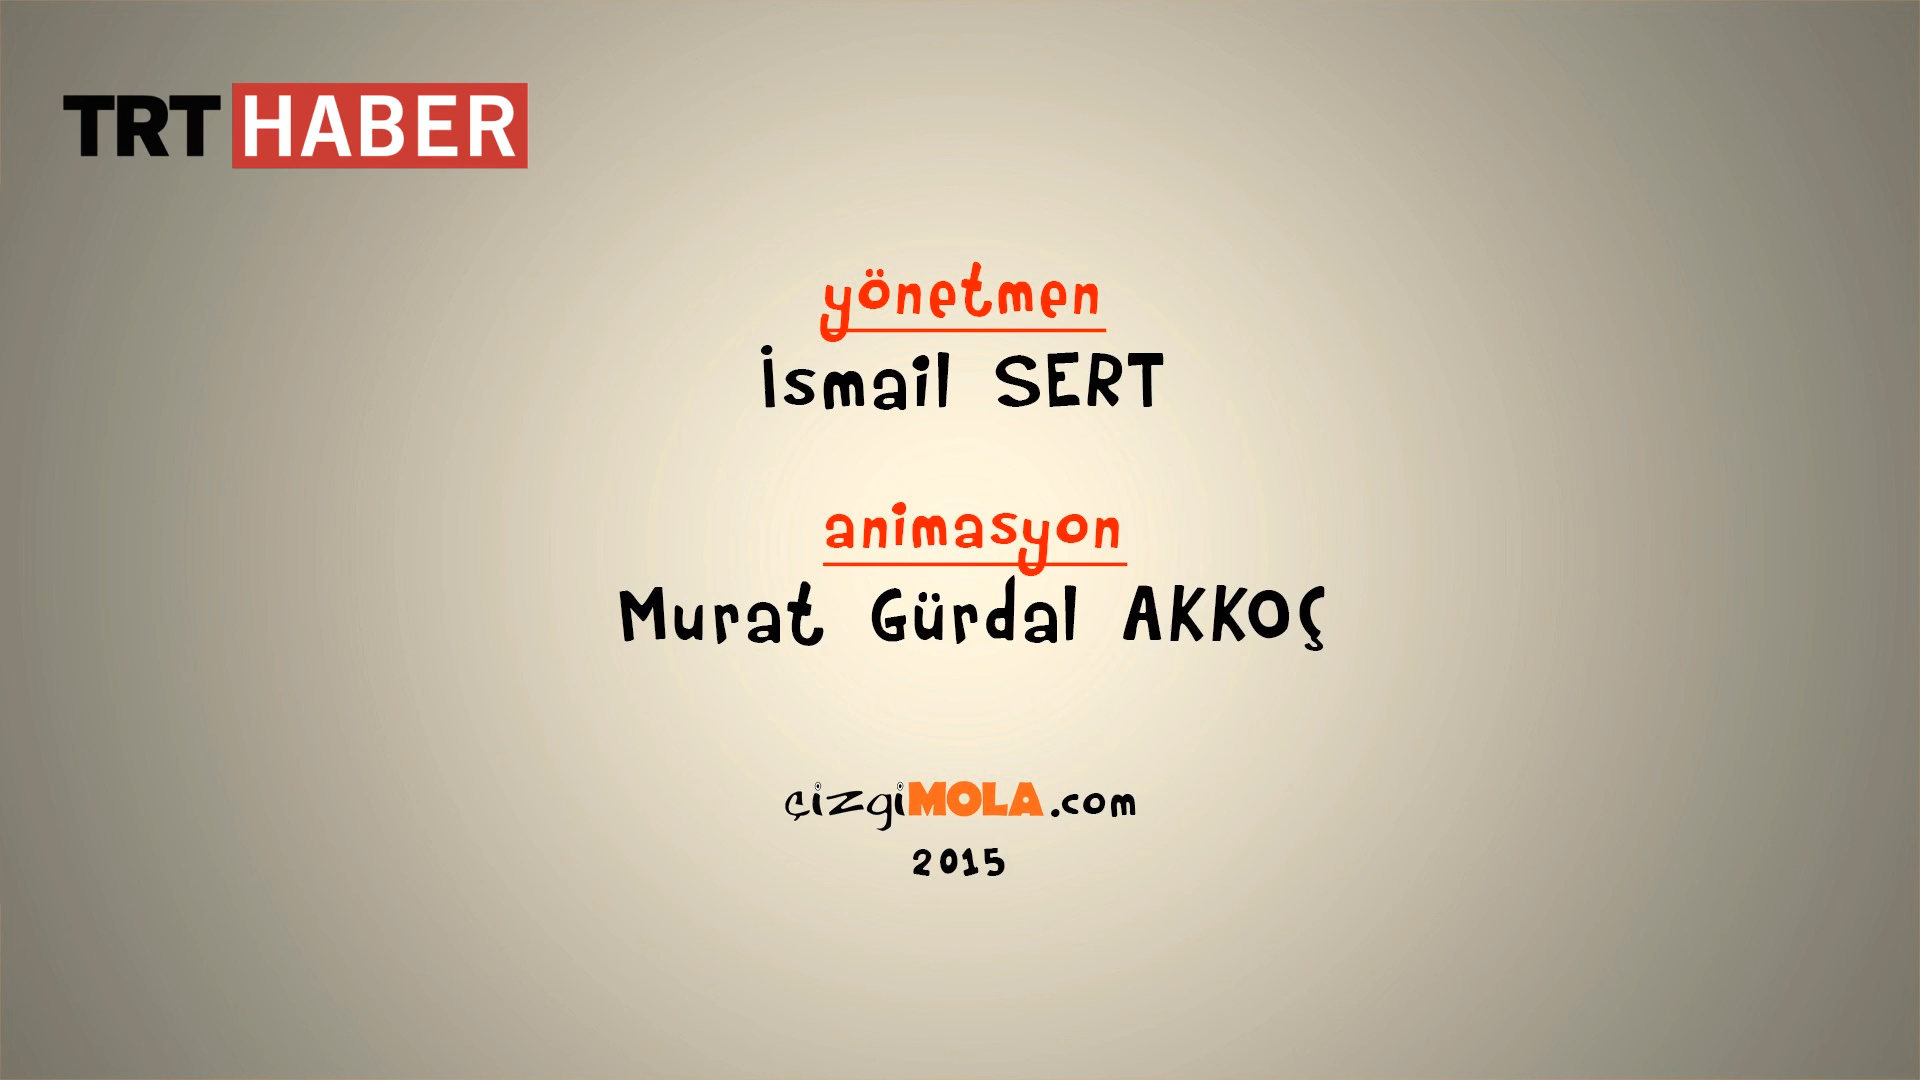 TRT HABER
yönetmen
İsmail SERT
animasyon
Murat Gürdal AKKOÇ
çizgiMOLA.com
2015